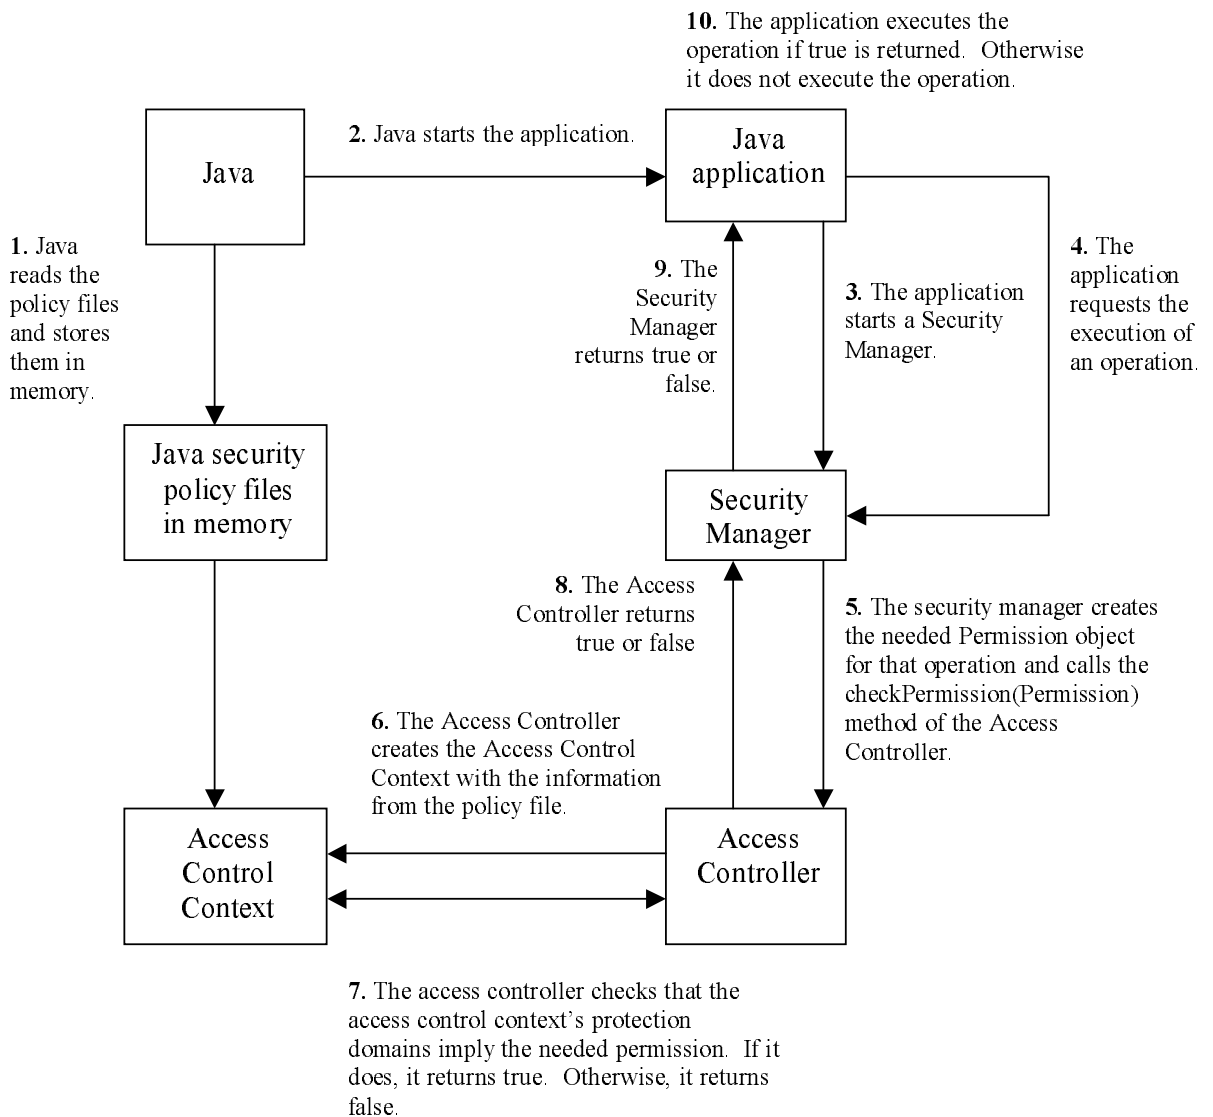 10. The application executes the
operation if true is returned.  Otherwise
it does not execute the operation.
Java
2. Java starts the application.
Java
application
1. Java
reads the
policy files
and stores
them in
memory.
9. The
Security
Manager
returns true or
false.
3. The application
starts a Security
Manager.
4. The
application
requests the
execution of
an operation.
Java security
policy files
in memory
Security
Manager
8. The Access
Controller returns
true or false
5. The security manager creates
the needed Permission object
for that operation and calls the
checkPermission(Permission)
method of the Access
Controller.
6. The Access Controller
creates the Access Control
Context with the information
from the policy file.
Access
Control
Context
Access
Controller
7. The access controller checks that the
access control context's protection
domains imply the needed permission.  If it
does, it returns true.  Otherwise, it returns
false.